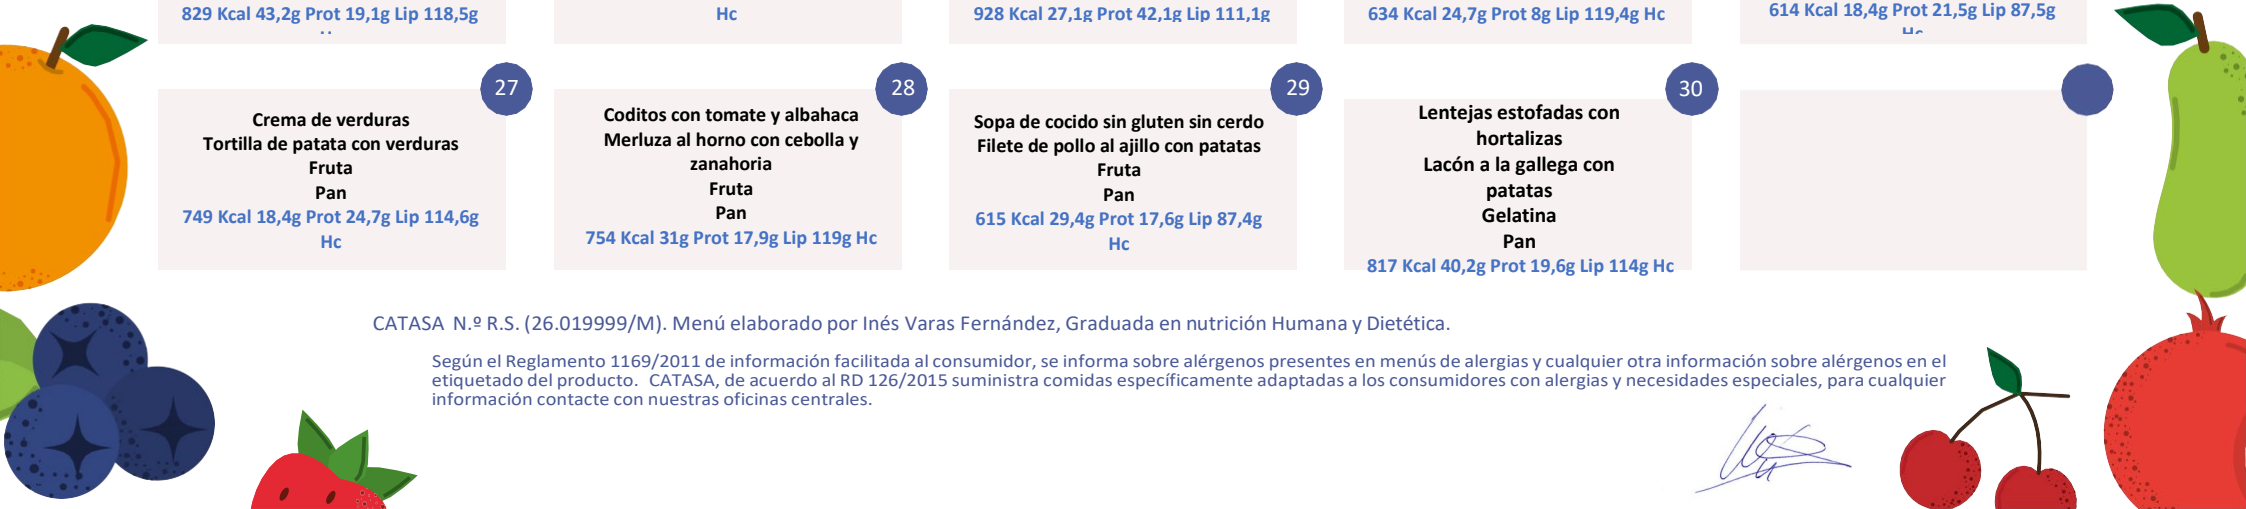 829 Kcal 43,2g Prot 19,1g Lip 118,5g
Hc
928 Kcal 27,1g Prot 42,1g Lip 111,1g
634 Kcal 24,7g Prot 8g Lip 119,4g Hc
614 Kcal 18,4g Prot 21,5g Lip 87,5g
Hc
27
Crema de verduras
Tortilla de patata con verduras
Fruta
Pan
749 Kcal 18,4g Prot 24,7g Lip 114,6g
Hc
28
Coditos con tomate y albahaca
Merluza al horno con cebolla y
zanahoria
Fruta
Pan
754 Kcal 31g Prot 17,9g Lip 119g Hc
29
Sopa de cocido sin gluten sin cerdo
Filete de pollo al ajillo con patatas
Fruta
Pan
615 Kcal 29,4g Prot 17,6g Lip 87,4g
Hc
30
Lentejas estofadas con
hortalizas
Lacón a la gallega con
patatas
Gelatina
Pan
817 Kcal 40,2g Prot 19,6g Lip 114g Hc
CATASA N.º R.S. (26.019999/M). Menú elaborado por Inés Varas Fernández, Graduada en nutrición Humana y Dietética.
Según el Reglamento 1169/2011 de información facilitada al consumidor, se informa sobre alérgenos presentes en menús de alergias y cualquier otra información sobre alérgenos en el
etiquetado del producto. CATASA, de acuerdo al RD 126/2015 suministra comidas específicamente adaptadas a los consumidores con alergias y necesidades especiales, para cualquier
información contacte con nuestras oficinas centrales.